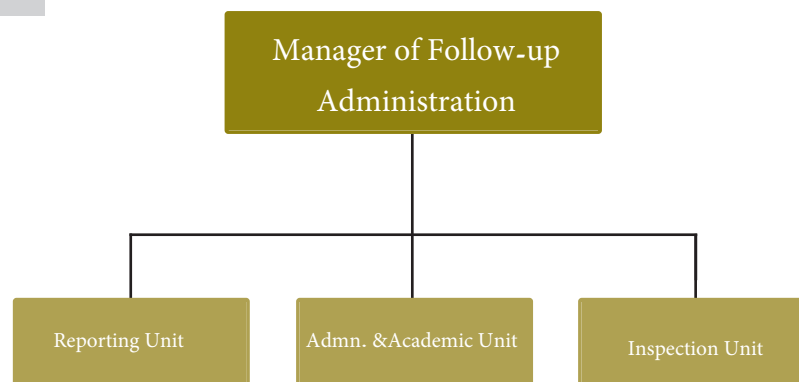 Manager of Follow-up
Administration
Reporting Unit
Admn. &Academic Unit
Inspection Unit